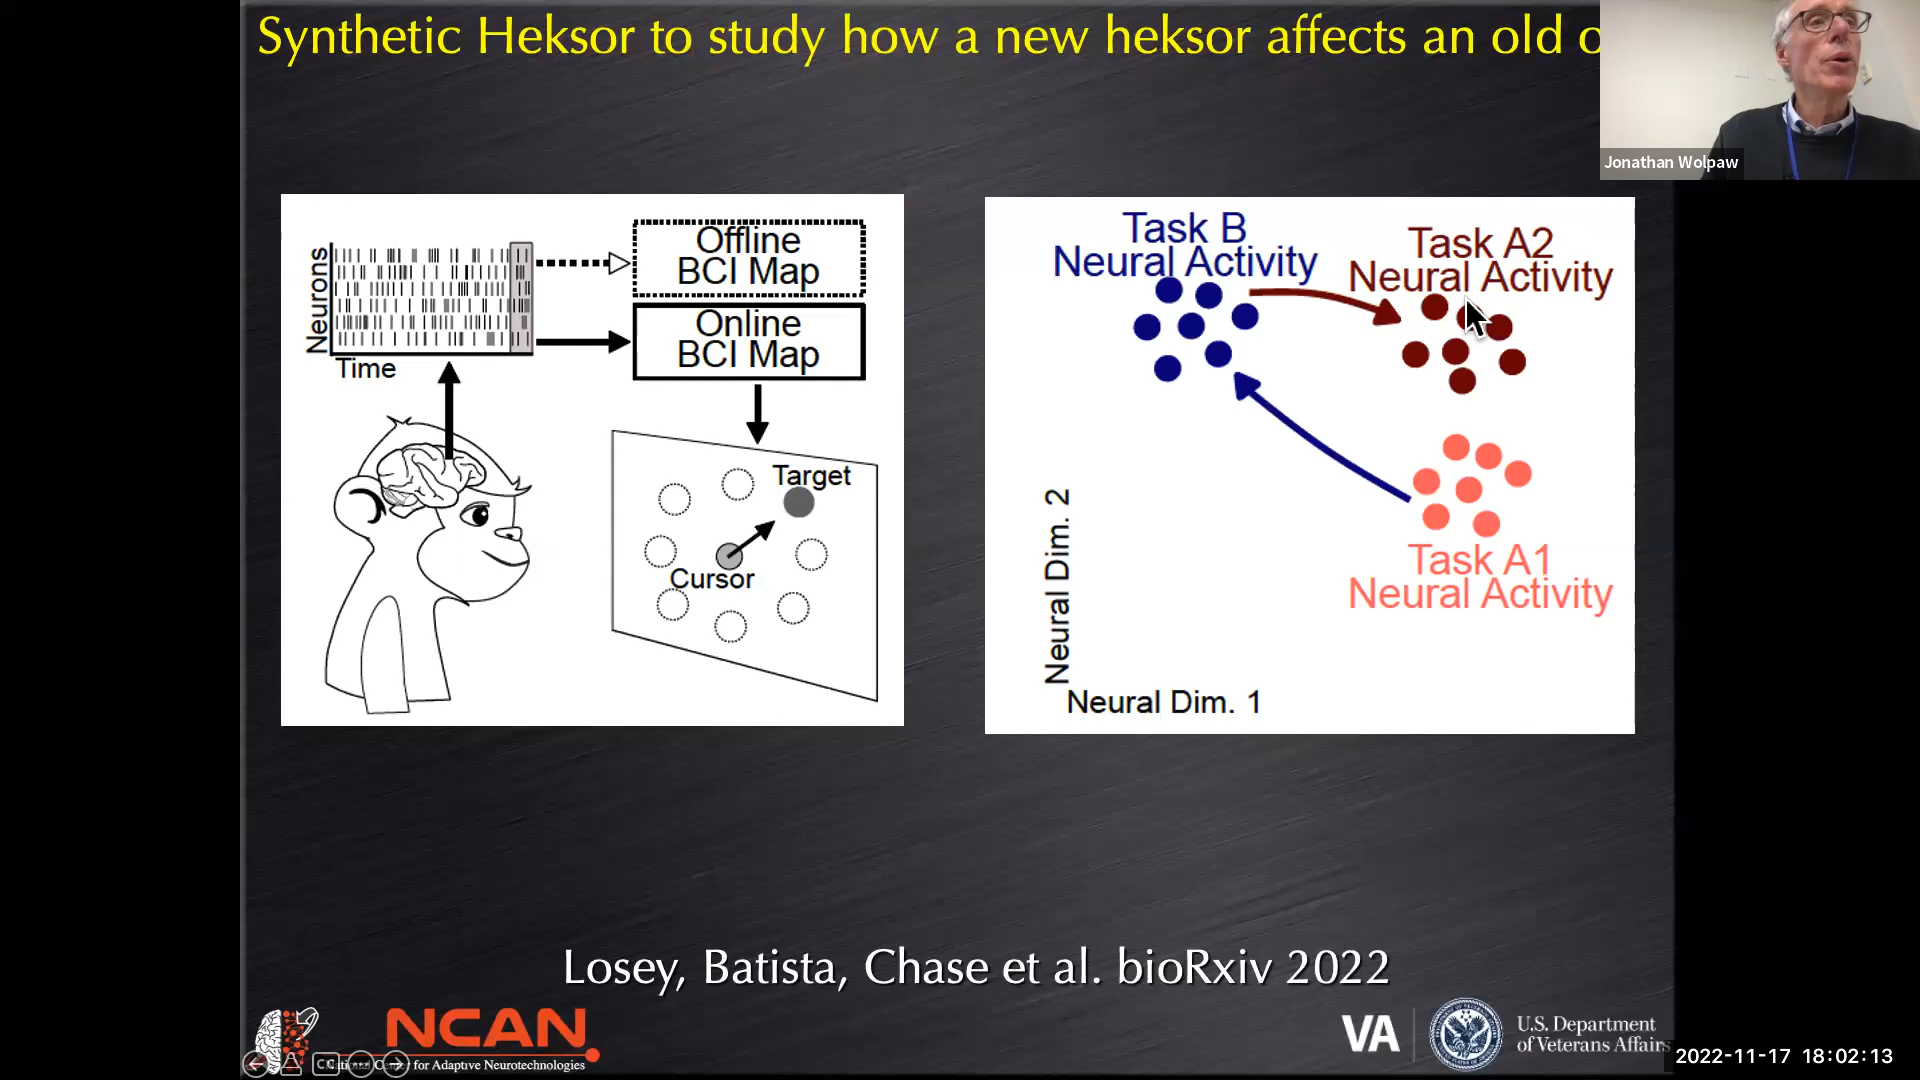 Synthetic Heksor to study how a new heksor affects an old o
Jonathan Wolpaw
Neurons
Time
Offline
BCI Map
Online
BCI Map
Target
Cursor
Task B
Neural Activity
Task A2
Neural Activity
Task A1
Neural Activity
Neural Dim. 2
Neural Dim. 1
Losey, Batista, Chase et al. bioRxiv 2022
NCAN
for Adaptive Neurotechnologies
VA
U.S. Department
of Veterans Affairs
2022-11-17 18:02:13